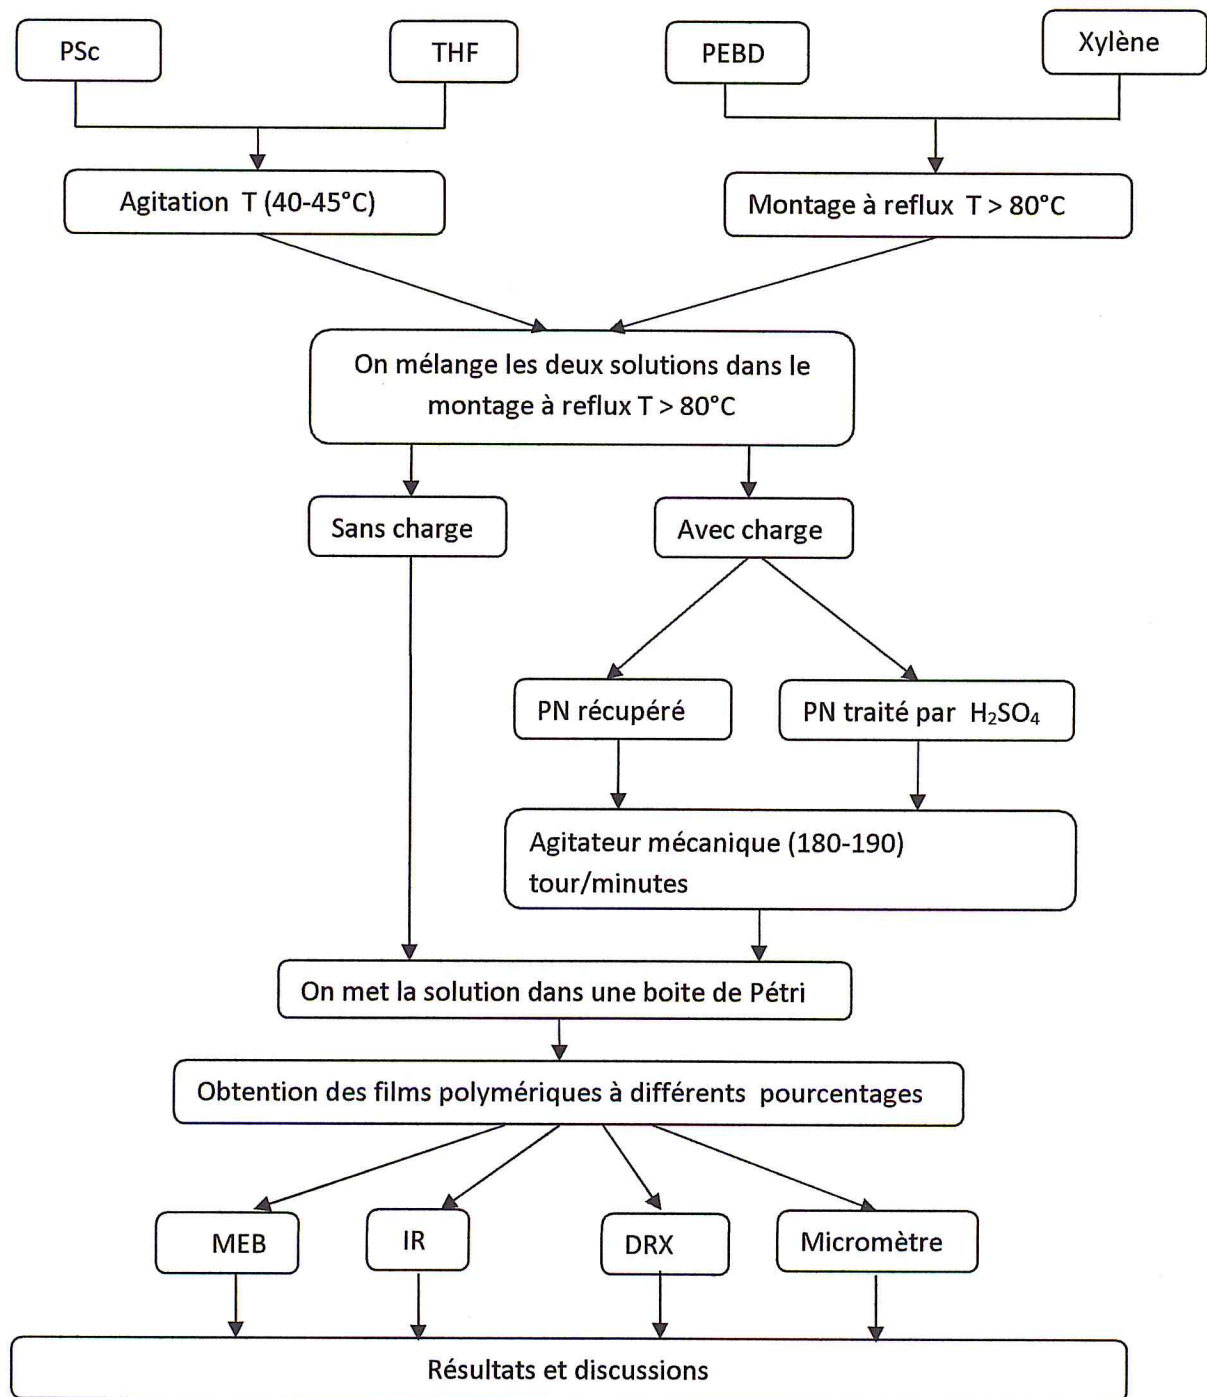 PSc
THF
PEBD
Xylène
Agitation T (40-45°C)
Montage à reflux T > 80°C
On mélange les deux solutions dans le
montage à reflux T > 80°C
Sans charge
Avec charge
PN récupéré
PN traité par H₂SO₄
Agitateur mécanique (180-190)
tour/minutes
On met la solution dans une boite de Pétri
Obtention des films polymériques à différents pourcentages
MEB
IR
DRX
Micromètre
Résultats et discussions